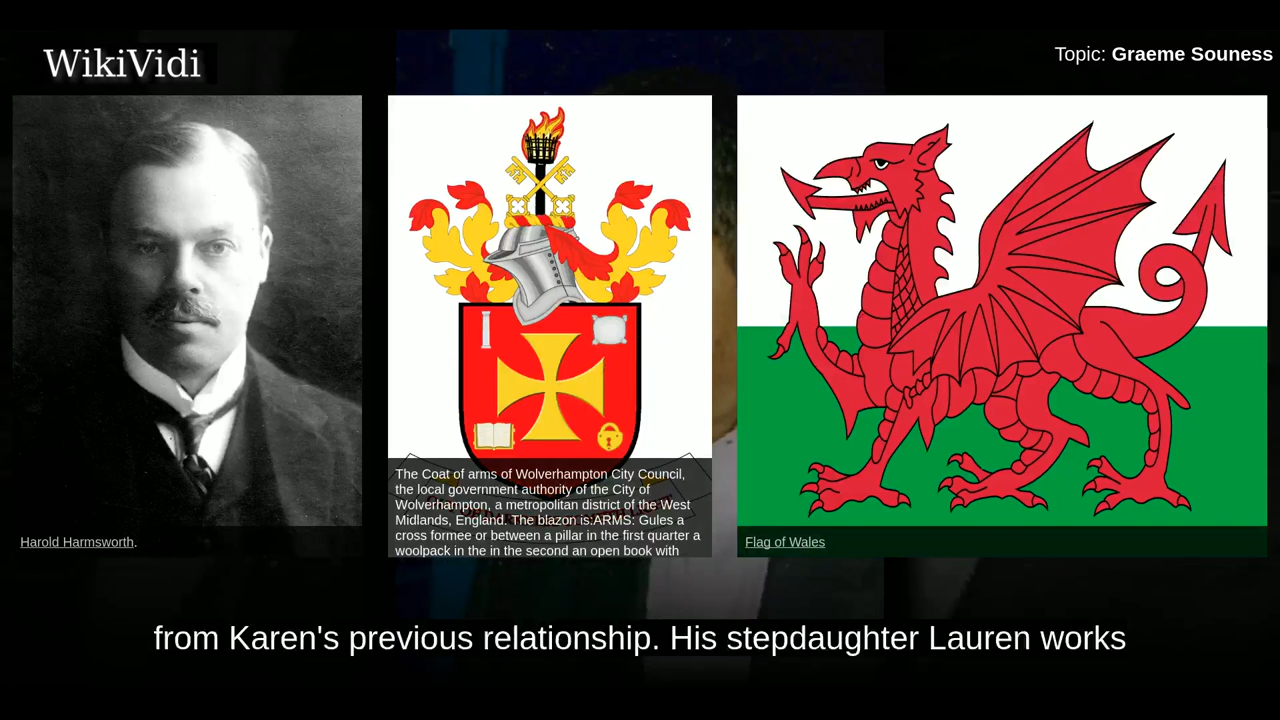 WikiVidi
Topic: Graeme Souness
Harold Harmsworth.
The Coat of arms of Wolverhampton City Council,
the local government authority of the City of
Wolverhampton, a metropolitan district of the West
Midlands, England. The blazon is:ARMS: Gules a
cross formee or between a pillar in the first quarter a
woolpack in the in the second an open book with
Flag of Wales
from Karen's previous relationship. His stepdaughter Lauren works